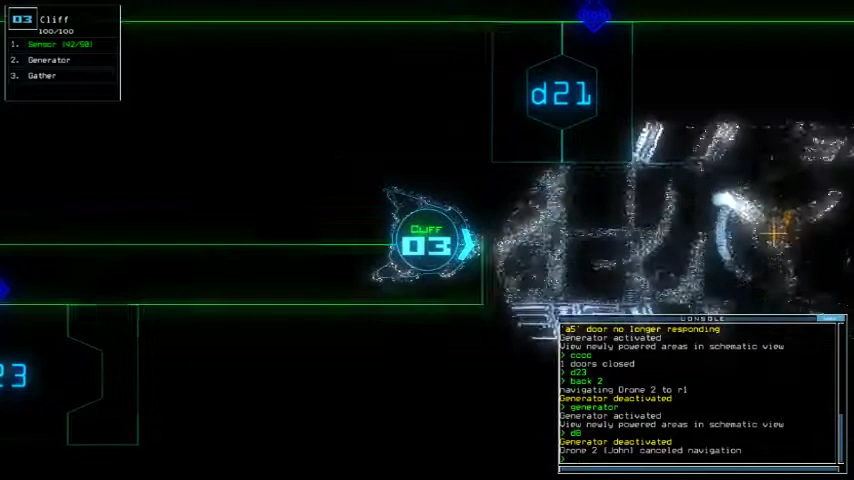 03 Cliff
100/100
1. Sensor (42/50)
2. Generator
3. Gather
d21
Cliff
03
23
CONSOLE
'a5' door no longer responding
Generator activated
View newly powered areas in schematic view
> cccc
1 doors closed
> d23
> back 2
navigating Drone 2 to r1
Generator deactivated
> generator
Generator activated
View newly powered areas in schematic view
> d8
Generator deactivated
Drone 2 (John) canceled navigation
>